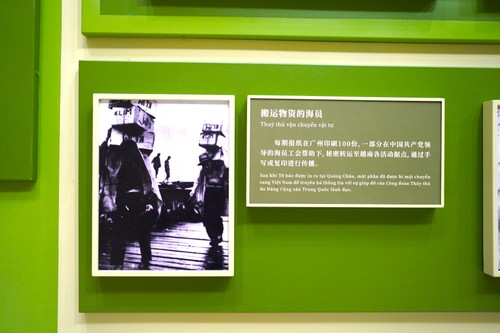 搬运物资的海员
Thuỷ thủ vận chuyển vật tư
每期报纸在广州印刷100份，一部分在中国共产党领
导的海员工会帮助下，秘密转运至越南各活动据点，通过手
写或复印进行传播。
Sau khi Tờ báo được in ra tại Quảng Châu, một phần đã được bí mật chuyển
sang Việt Nam để truyền bá thông tin với sự giúp đỡ của Công đoàn Thủy thủ
do Đảng Cộng sản Trung Quốc lãnh đạo.